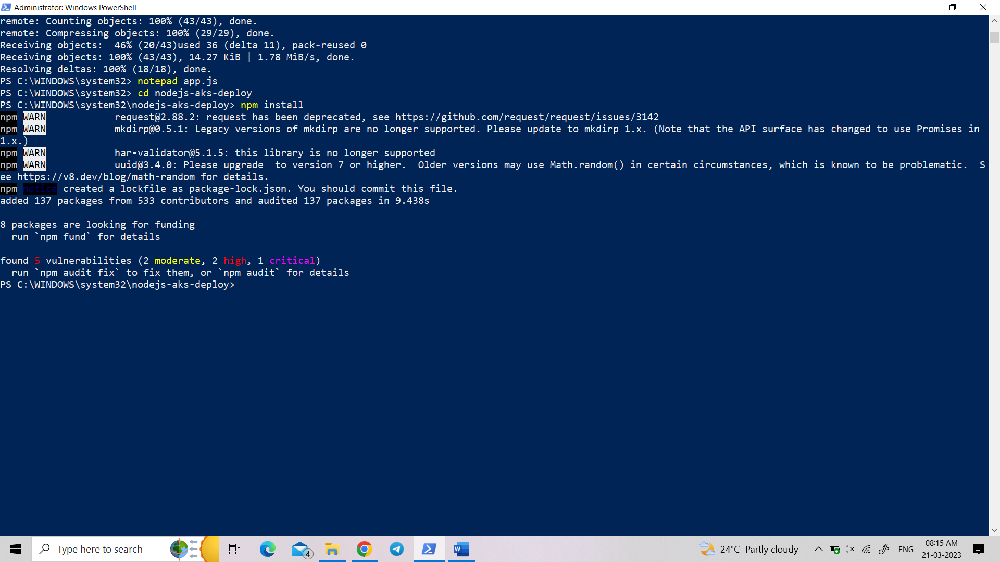 Administrator: Windows PowerShell
remote: Counting objects: 100% (43/43), done.
remote: Compressing objects: 100% (29/29), done.
Receiving objects:  46% (20/43)used 36 (delta 11), pack-reused 0
Receiving objects: 100% (43/43), 14.27 KiB | 1.78 MiB/s, done.
Resolving deltas: 100% (18/18), done.
PS C:\WINDOWS\system32> notepad app.js
PS C:\WINDOWS\system32> cd nodejs-aks-deploy
PS C:\WINDOWS\system32\nodejs-aks-deploy> npm install
npm WARN            request@2.88.2: request has been deprecated, see https://github.com/request/request/issues/3142
npm WARN            mkdirp@0.5.1: Legacy versions of mkdirp are no longer supported. Please update to mkdirp 1.x. (Note that the API surface has changed to use Promises in
1.x.)
npm WARN            har-validator@5.1.5: this library is no longer supported
npm WARN            uuid@3.4.0: Please upgrade  to version 7 or higher.  Older versions may use Math.random() in certain circumstances, which is known to be problematic.  S
ee https://v8.dev/blog/math-random for details.
npm notice created a lockfile as package-lock.json. You should commit this file.
added 137 packages from 533 contributors and audited 137 packages in 9.438s
8 packages are looking for funding
  run `npm fund` for details
found 5 vulnerabilities (2 moderate, 2 high, 1 critical)
  run `npm audit fix` to fix them, or `npm audit` for details
PS C:\WINDOWS\system32\nodejs-aks-deploy>
Type here to search
4
W
24°C Partly cloudy
ENG
08:15 AM
21-03-2023